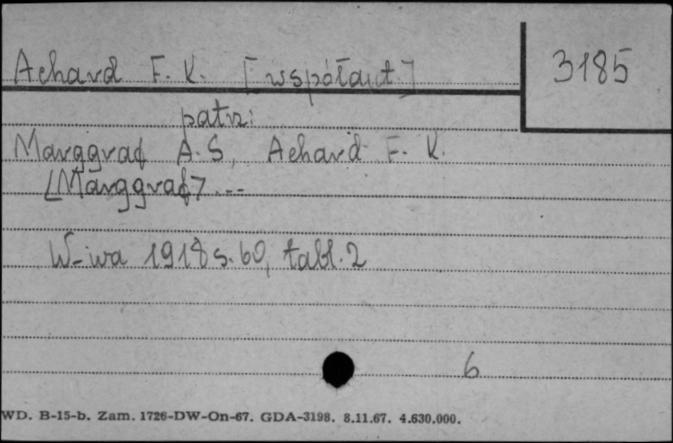 Achard F. K. [współaut]
3185
patrz:
Marggraf A. S, Achard F. K.
[Marggraf] ...
W-wa 1918 s. 60, tabl. 2
6
WD. B-15-b. Zam. 1726-DW-On-67. GDA-3198. 8.11.67. 4.630.000.